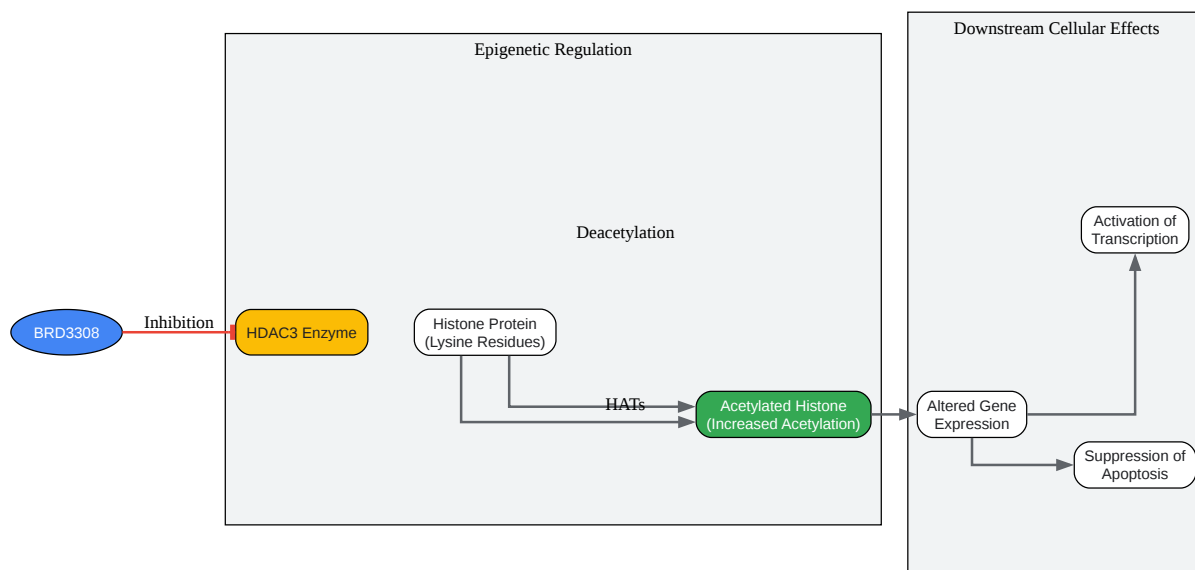 Downstream Cellular Effects
Epigenetic Regulation
Activation of
Transcription
Deacetylation
BRD3308
Inhibition
HDAC3 Enzyme
Histone Protein
(Lysine Residues)
HATs
Acetylated Histone
(Increased Acetylation)
Altered Gene
Expression
Suppression of
Apoptosis